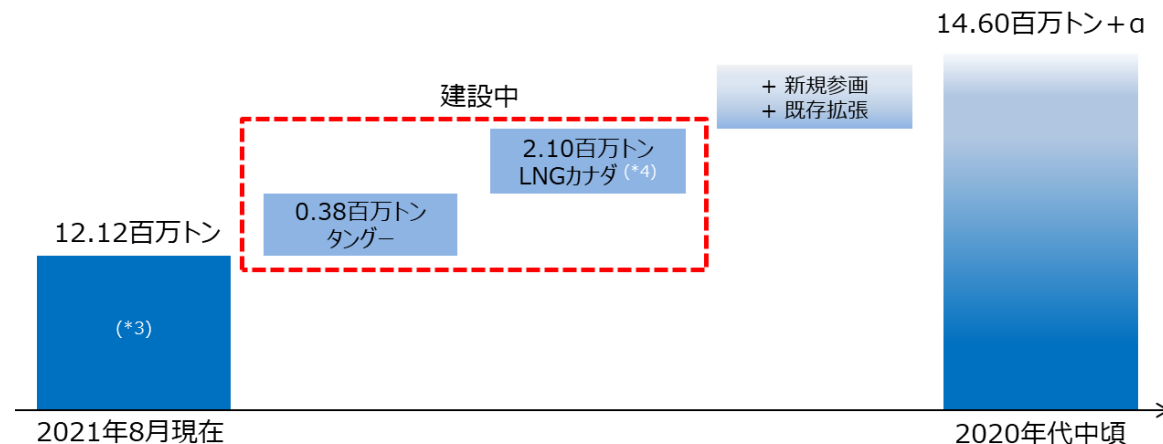 14.60百万トン＋α
建設中
+ 新規参画
+ 既存拡張
2.10百万トン
LNGカナダ (*4)
0.38百万トン
タングー
12.12百万トン
(*3)
2021年8月現在
2020年代中頃